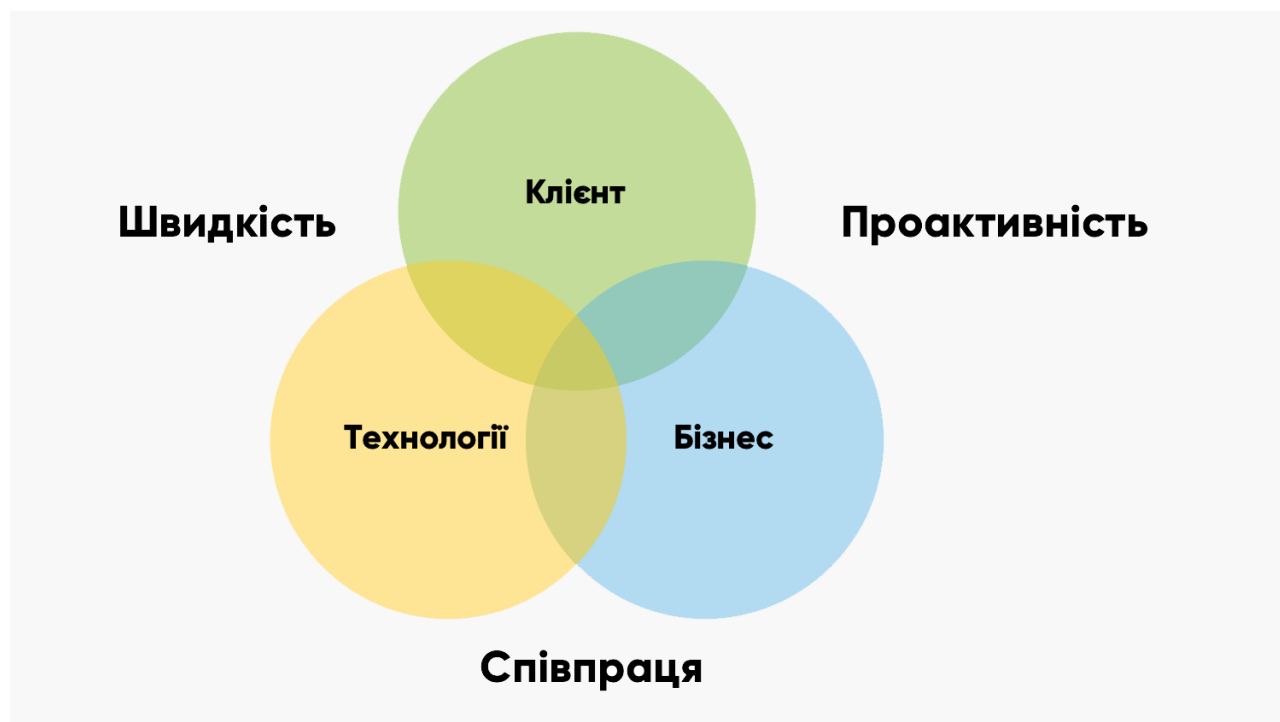 Клієнт
Швидкість
Проактивність
Технології
Бізнес
Співпраця